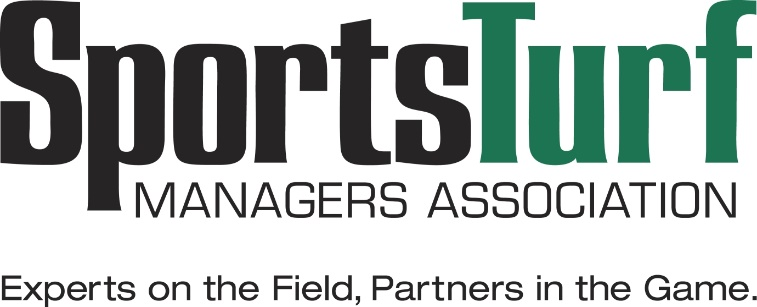 SportsTurf
MANAGERS ASSOCIATION
Experts on the Field, Partners in the Game.